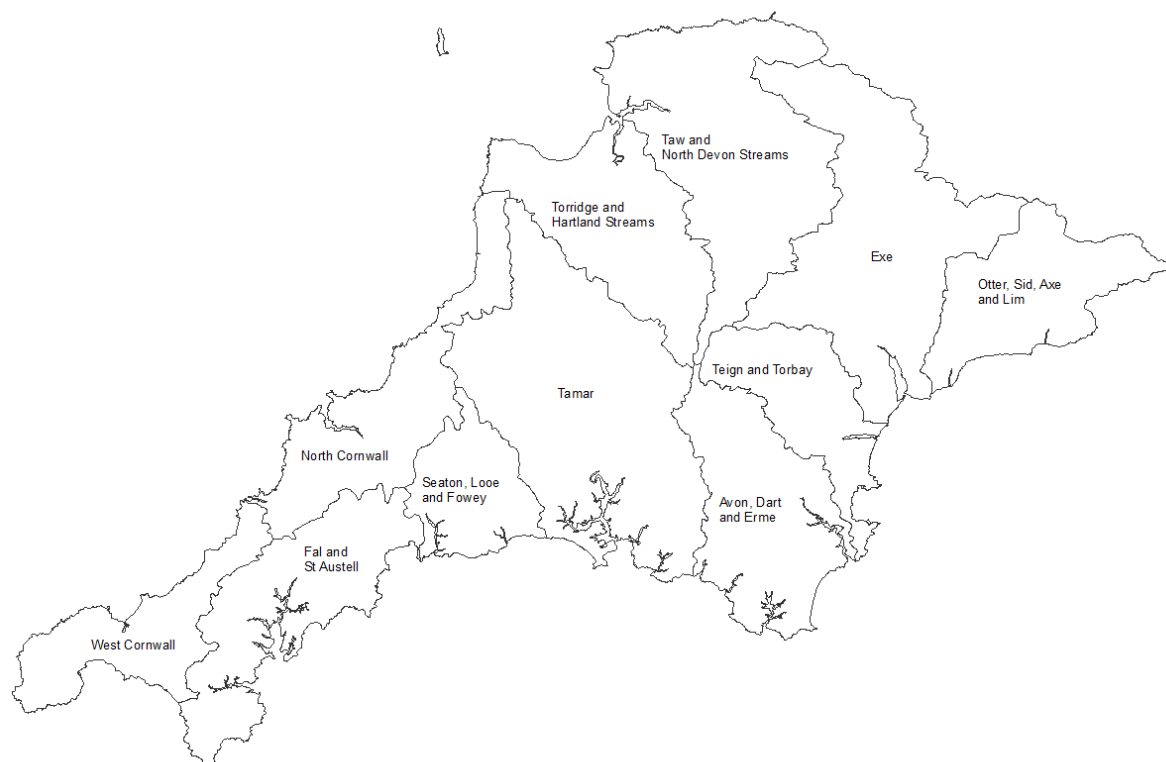 Taw and
North Devon Streams
Torridge and
Hartland Streams
Exe
Otter, Sid, Axe
and Lim
Teign and Torbay
Tamar
North Cornwall
Seaton, Looe
and Fowey
Avon, Dart
and Erme
Fal and
St Austell
West Cornwall